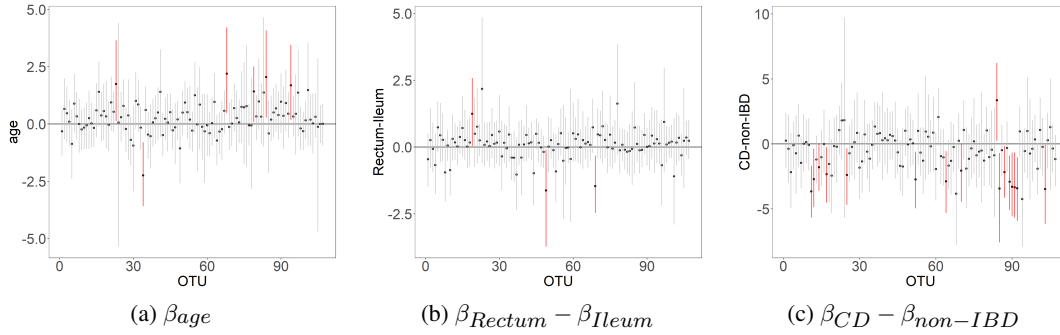 5.0
2.5
0.0
-2.5
-5.0
age
0 30 60 90
OTU
(a) βage
5.0
2.5
0.0
-2.5
Rectum-Ileum
0 30 60 90
OTU
(b) βRectum − βIleum
10
5
0
-5
CD-non-IBD
0 30 60 90
OTU
(c) βCD − βnon−IBD